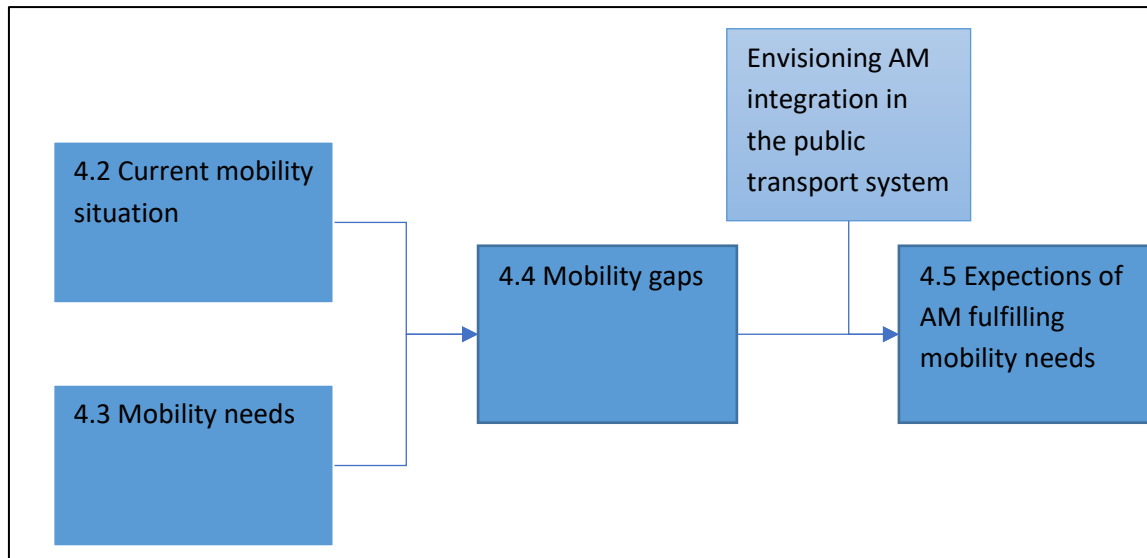 Envisioning AM
integration in
the public
transport system
4.2 Current mobility
situation
4.4 Mobility gaps
4.5 Expections of
AM fulfilling
mobility needs
4.3 Mobility needs